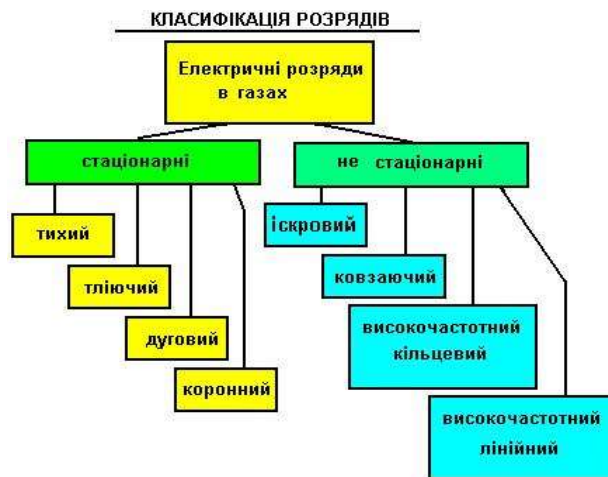 КЛАСИФІКАЦІЯ РОЗРЯДІВ
Електричні розряди
в газах
стаціонарні
не стаціонарні
тихий
тліючий
дуговий
коронний
іскровий
ковзаючий
високочастотний
кільцевий
високочастотний
лінійний